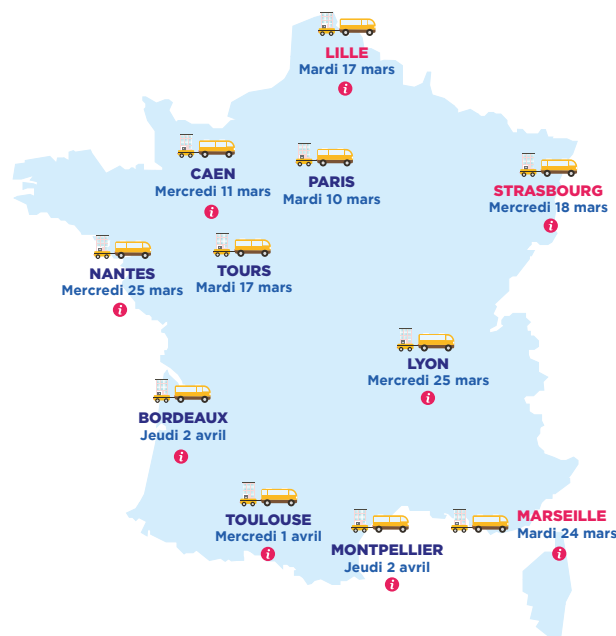 LILLE
Mardi 17 mars
i
CAEN
Mercredi 11 mars
i
PARIS
Mardi 10 mars
STRASBOURG
Mercredi 18 mars
i
NANTES
Mercredi 25 mars
i
TOURS
Mardi 17 mars
LYON
Mercredi 25 mars
i
BORDEAUX
Jeudi 2 avril
i
TOULOUSE
Mercredi 1 avril
i
MONTPELLIER
Jeudi 2 avril
i
MARSEILLE
Mardi 24 mars
i